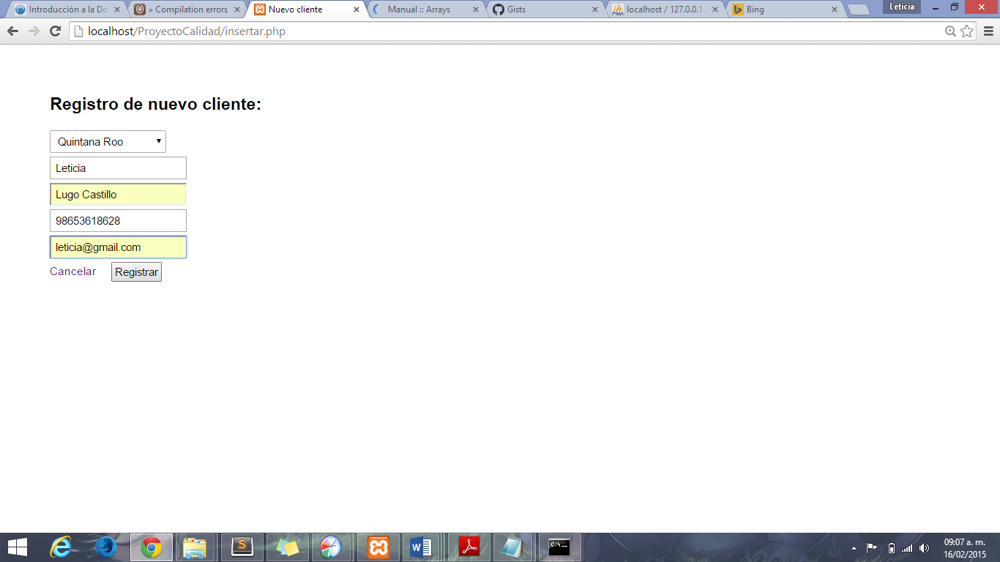 Introducción a la Do
» Compilation errors
Nuevo cliente
Manual :: Arrays
Gists
PMA
localhost / 127.0.0.1
Bing
Leticia
localhost/ProyectoCalidad/insertar.php
Registro de nuevo cliente:
Quintana Roo
Leticia
Lugo Castillo
98653618628
leticia@gmail.com
Cancelar
Registrar
C:\_
09:07 a. m.
16/02/2015